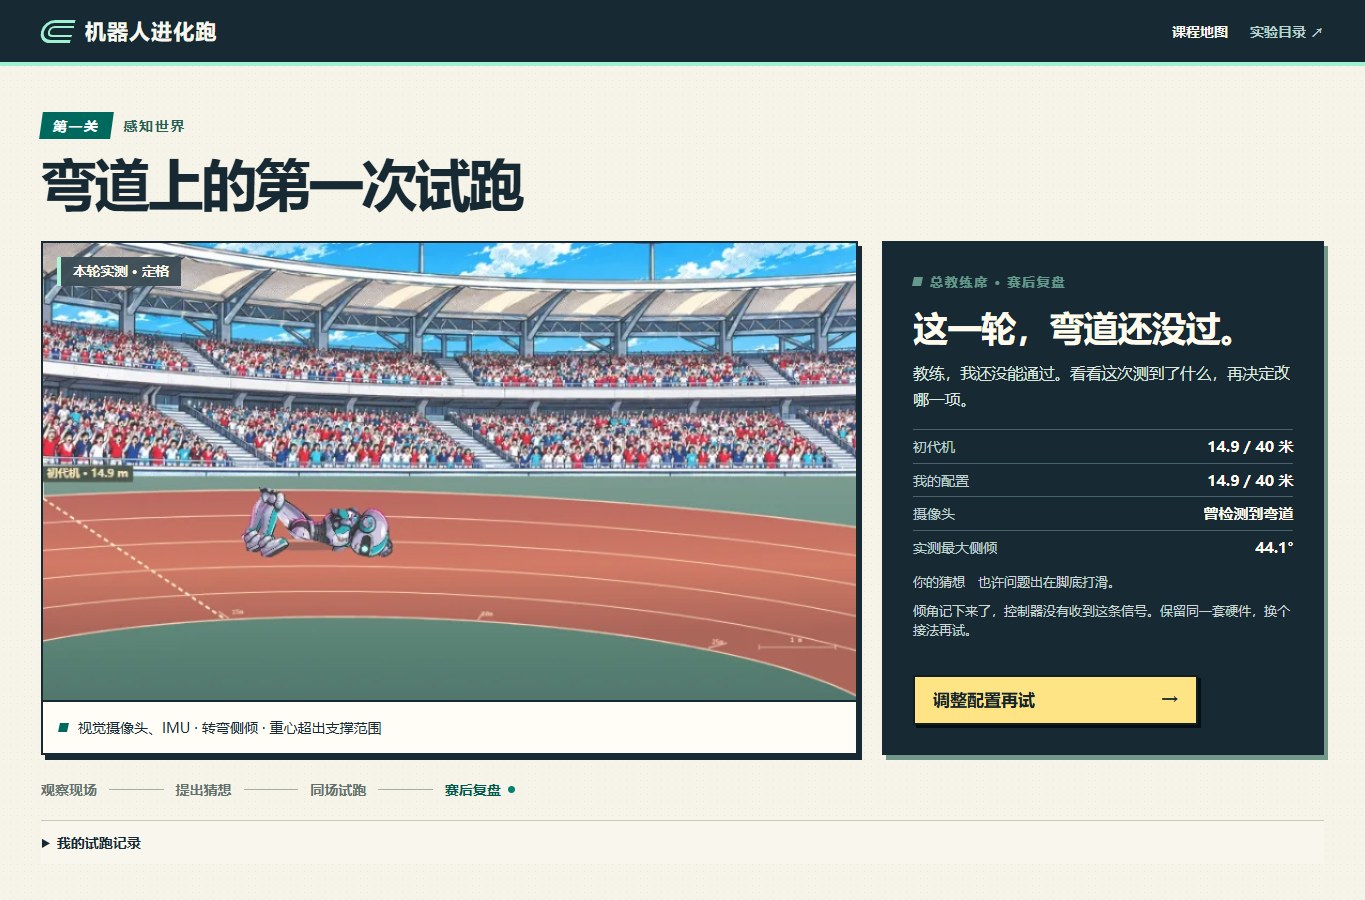 机器人进化跑
课程地图 实验目录 ↗
第一关 感知世界
弯道上的第一次试跑
本轮实测 • 定格
初代机 • 14.9 m
1 m
视觉摄像头、IMU · 转弯侧倾 · 重心超出支撑范围
总教练席 • 赛后复盘
这一轮，弯道还没过。
教练，我还没能通过。看看这次测到了什么，再决定改
哪一项。
初代机 14.9 / 40 米
我的配置 14.9 / 40 米
摄像头 曾检测到弯道
实测最大侧倾 44.1°
你的猜想 也许问题出在脚底打滑。
倾角记下来了，控制器没有收到这条信号。保留同一套硬件，换个
接法再试。
调整配置再试 →
观察现场 提出猜想 同场试跑 赛后复盘
我的试跑记录